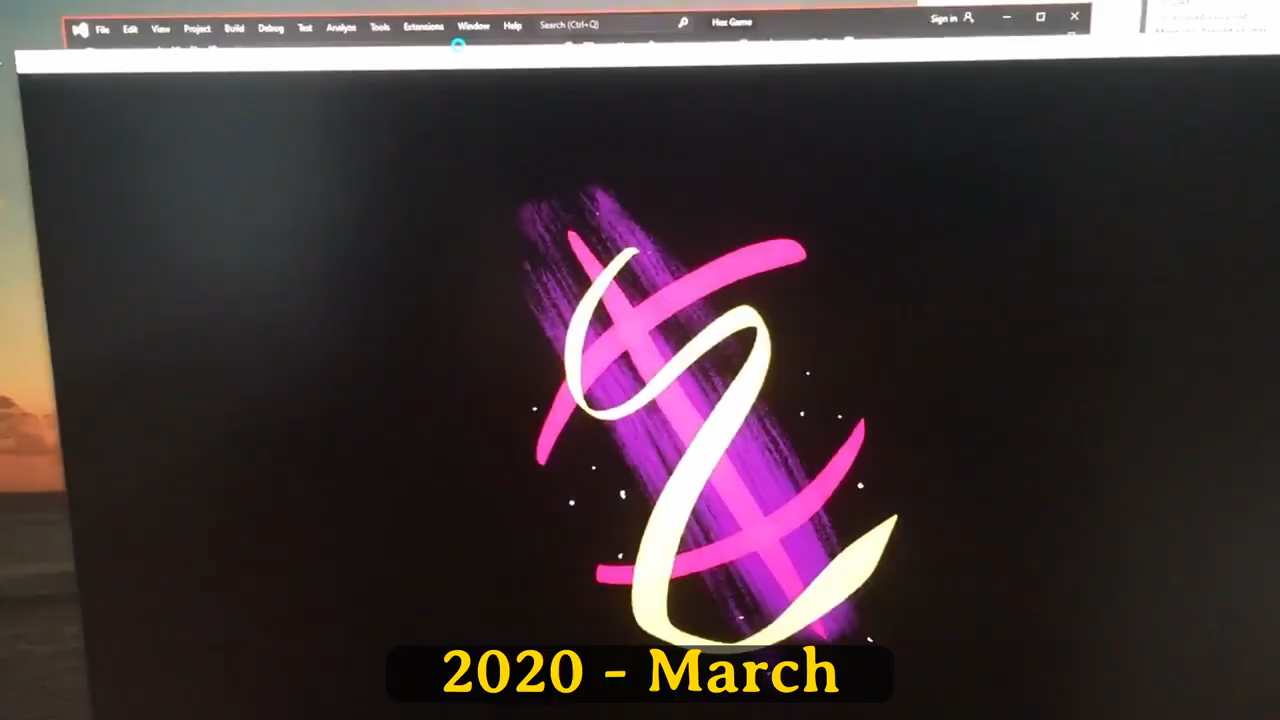 File Edit View Project Build Debug Test Analyze Tools Extensions Window Help Search (Ctrl+Q) Hex Game Sign in
2020 - March